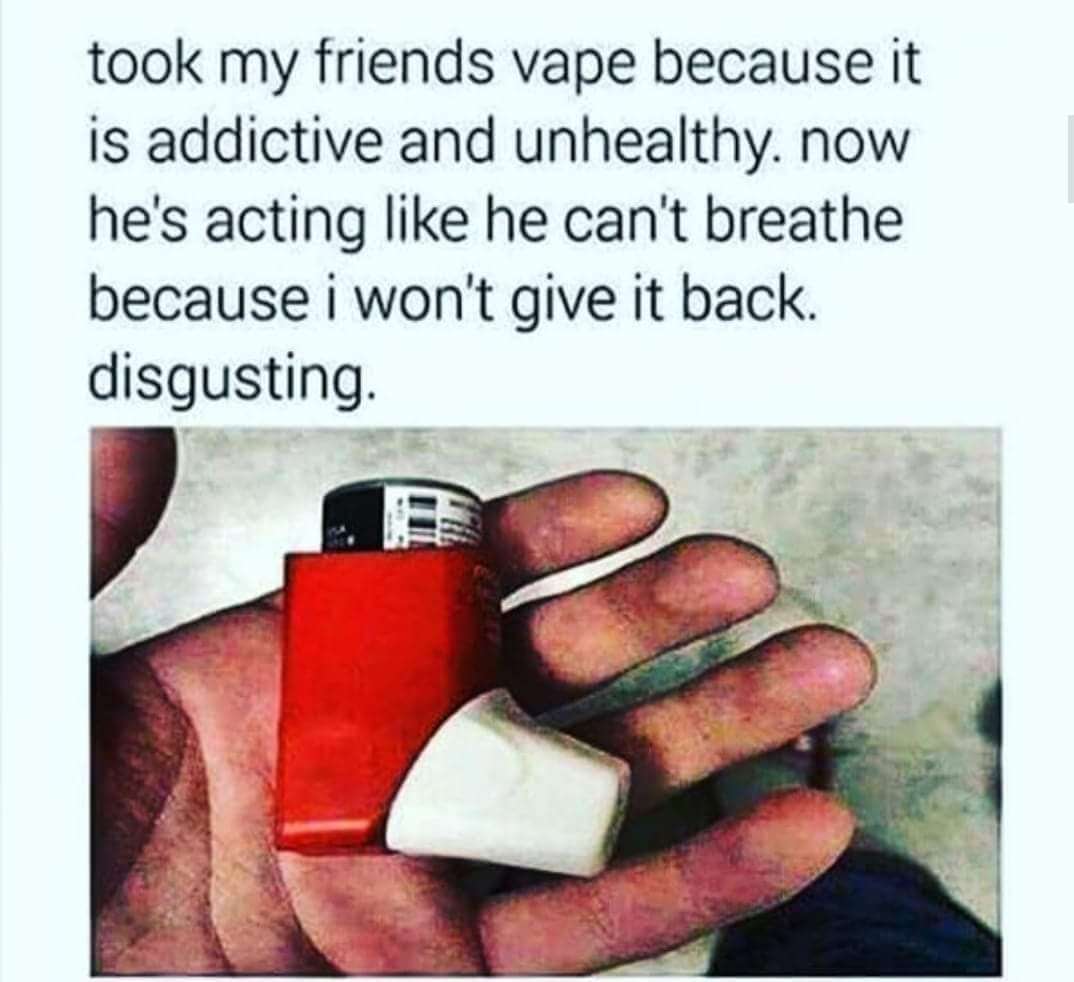 took my friends vape because it
is addictive and unhealthy. now
he's acting like he can't breathe
because i won't give it back.
disgusting.